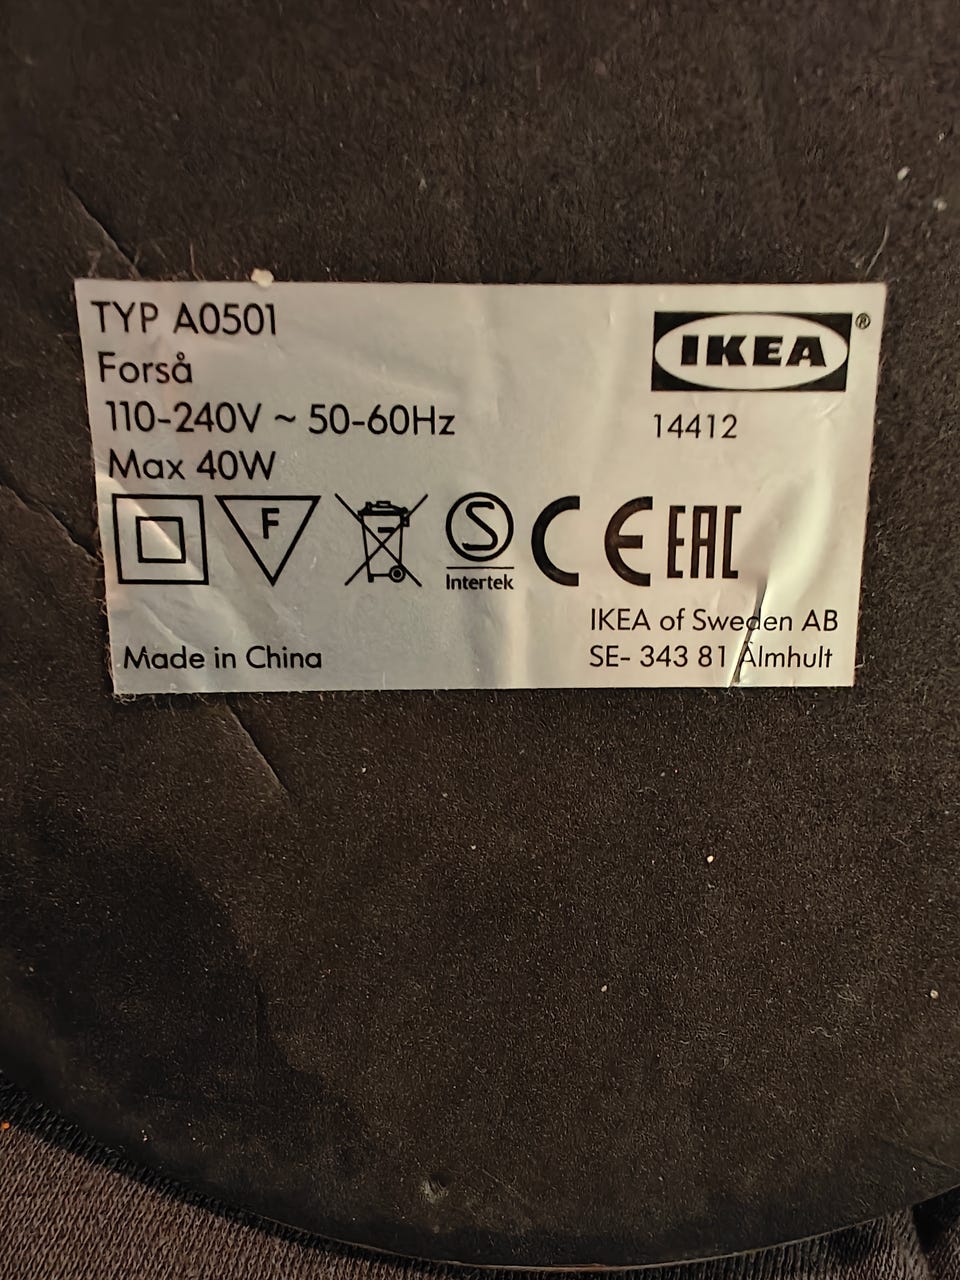 TYP A0501
Forså
110-240V ~ 50-60Hz
Max 40W
IKEA®
14412
F
S
Intertek
CE
EAC
Made in China
IKEA of Sweden AB
SE- 343 81 Älmhult